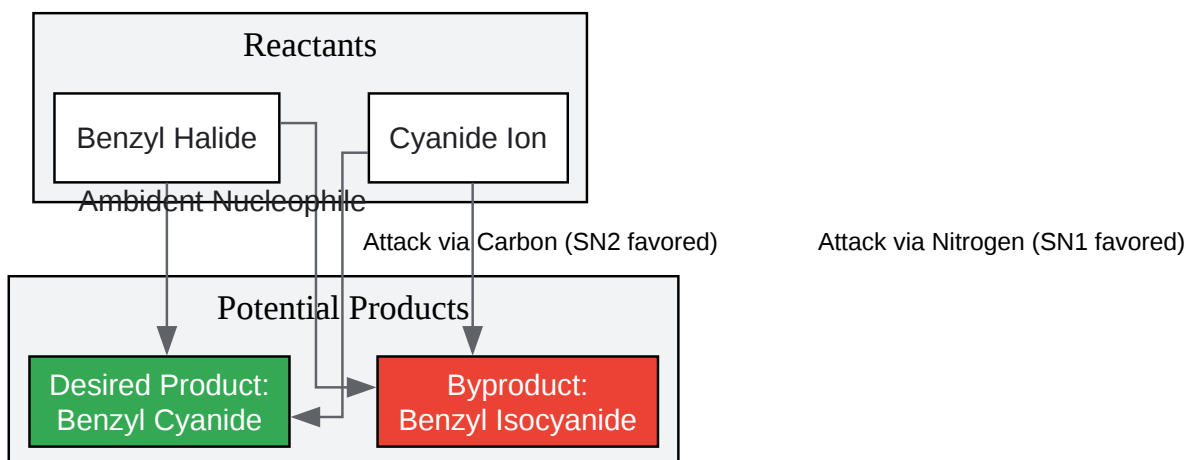 Reactants
Benzyl Halide
Cyanide Ion
Ambident Nucleophile
Attack via Carbon (SN2 favored)
Attack via Nitrogen (SN1 favored)
Potential Products
Desired Product:
Benzyl Cyanide
Byproduct:
Benzyl Isocyanide